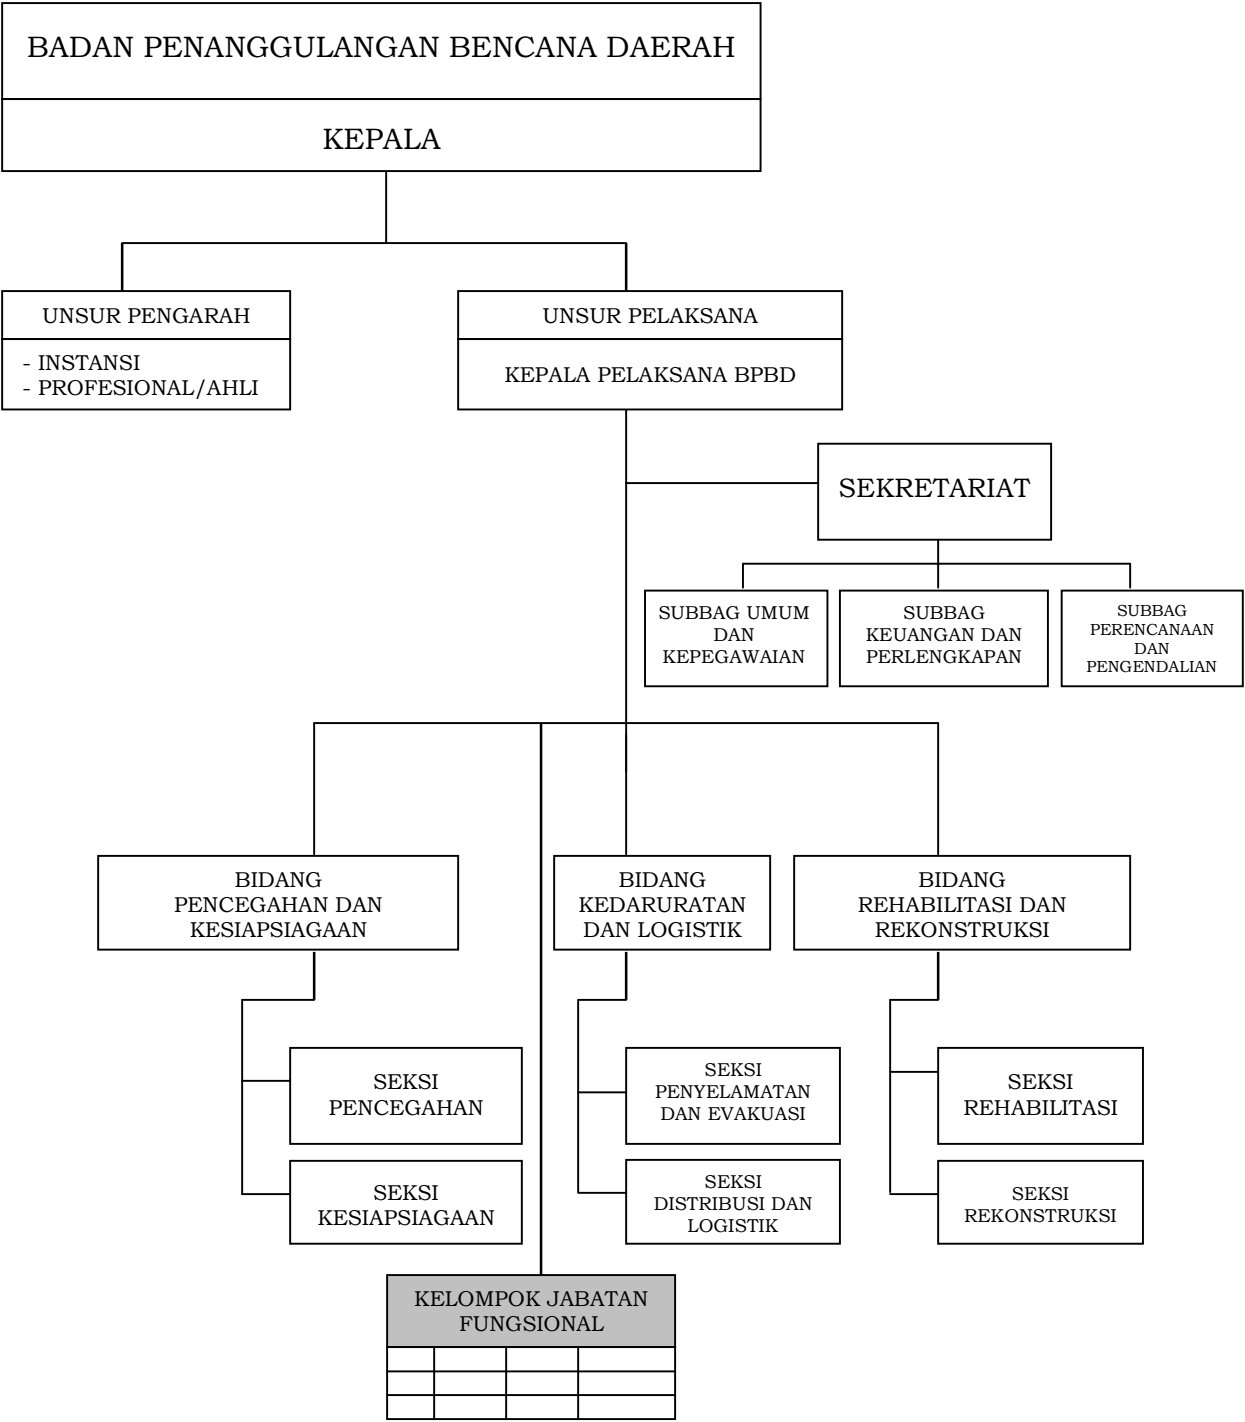 BADAN PENANGGULANGAN BENCANA DAERAH
KEPALA
UNSUR PENGARAH
- INSTANSI
- PROFESIONAL/AHLI
UNSUR PELAKSANA
KEPALA PELAKSANA BPBD
SEKRETARIAT
SUBBAG UMUM
DAN
KEPEGAWAIAN
SUBBAG
KEUANGAN DAN
PERLENGKAPAN
SUBBAG
PERENCANAAN
DAN
PENGENDALIAN
BIDANG
PENCEGAHAN DAN
KESIAPSIAGAAN
BIDANG
KEDARURATAN
DAN LOGISTIK
BIDANG
REHABILITASI DAN
REKONSTRUKSI
SEKSI
PENCEGAHAN
SEKSI
PENYELAMATAN
DAN EVAKUASI
SEKSI
REHABILITASI
SEKSI
KESIAPSIAGAAN
SEKSI
DISTRIBUSI DAN
LOGISTIK
SEKSI
REKONSTRUKSI
KELOMPOK JABATAN
FUNGSIONAL